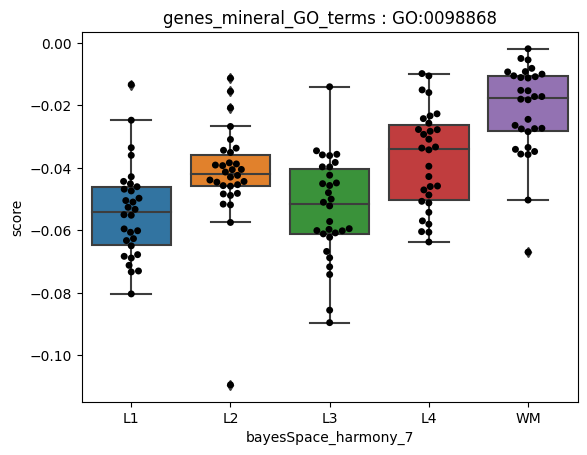 genes_mineral_GO_terms : GO:0098868
0.00
−0.02
−0.04
−0.06
−0.08
−0.10
score
L1 L2 L3 L4 WM
bayesSpace_harmony_7